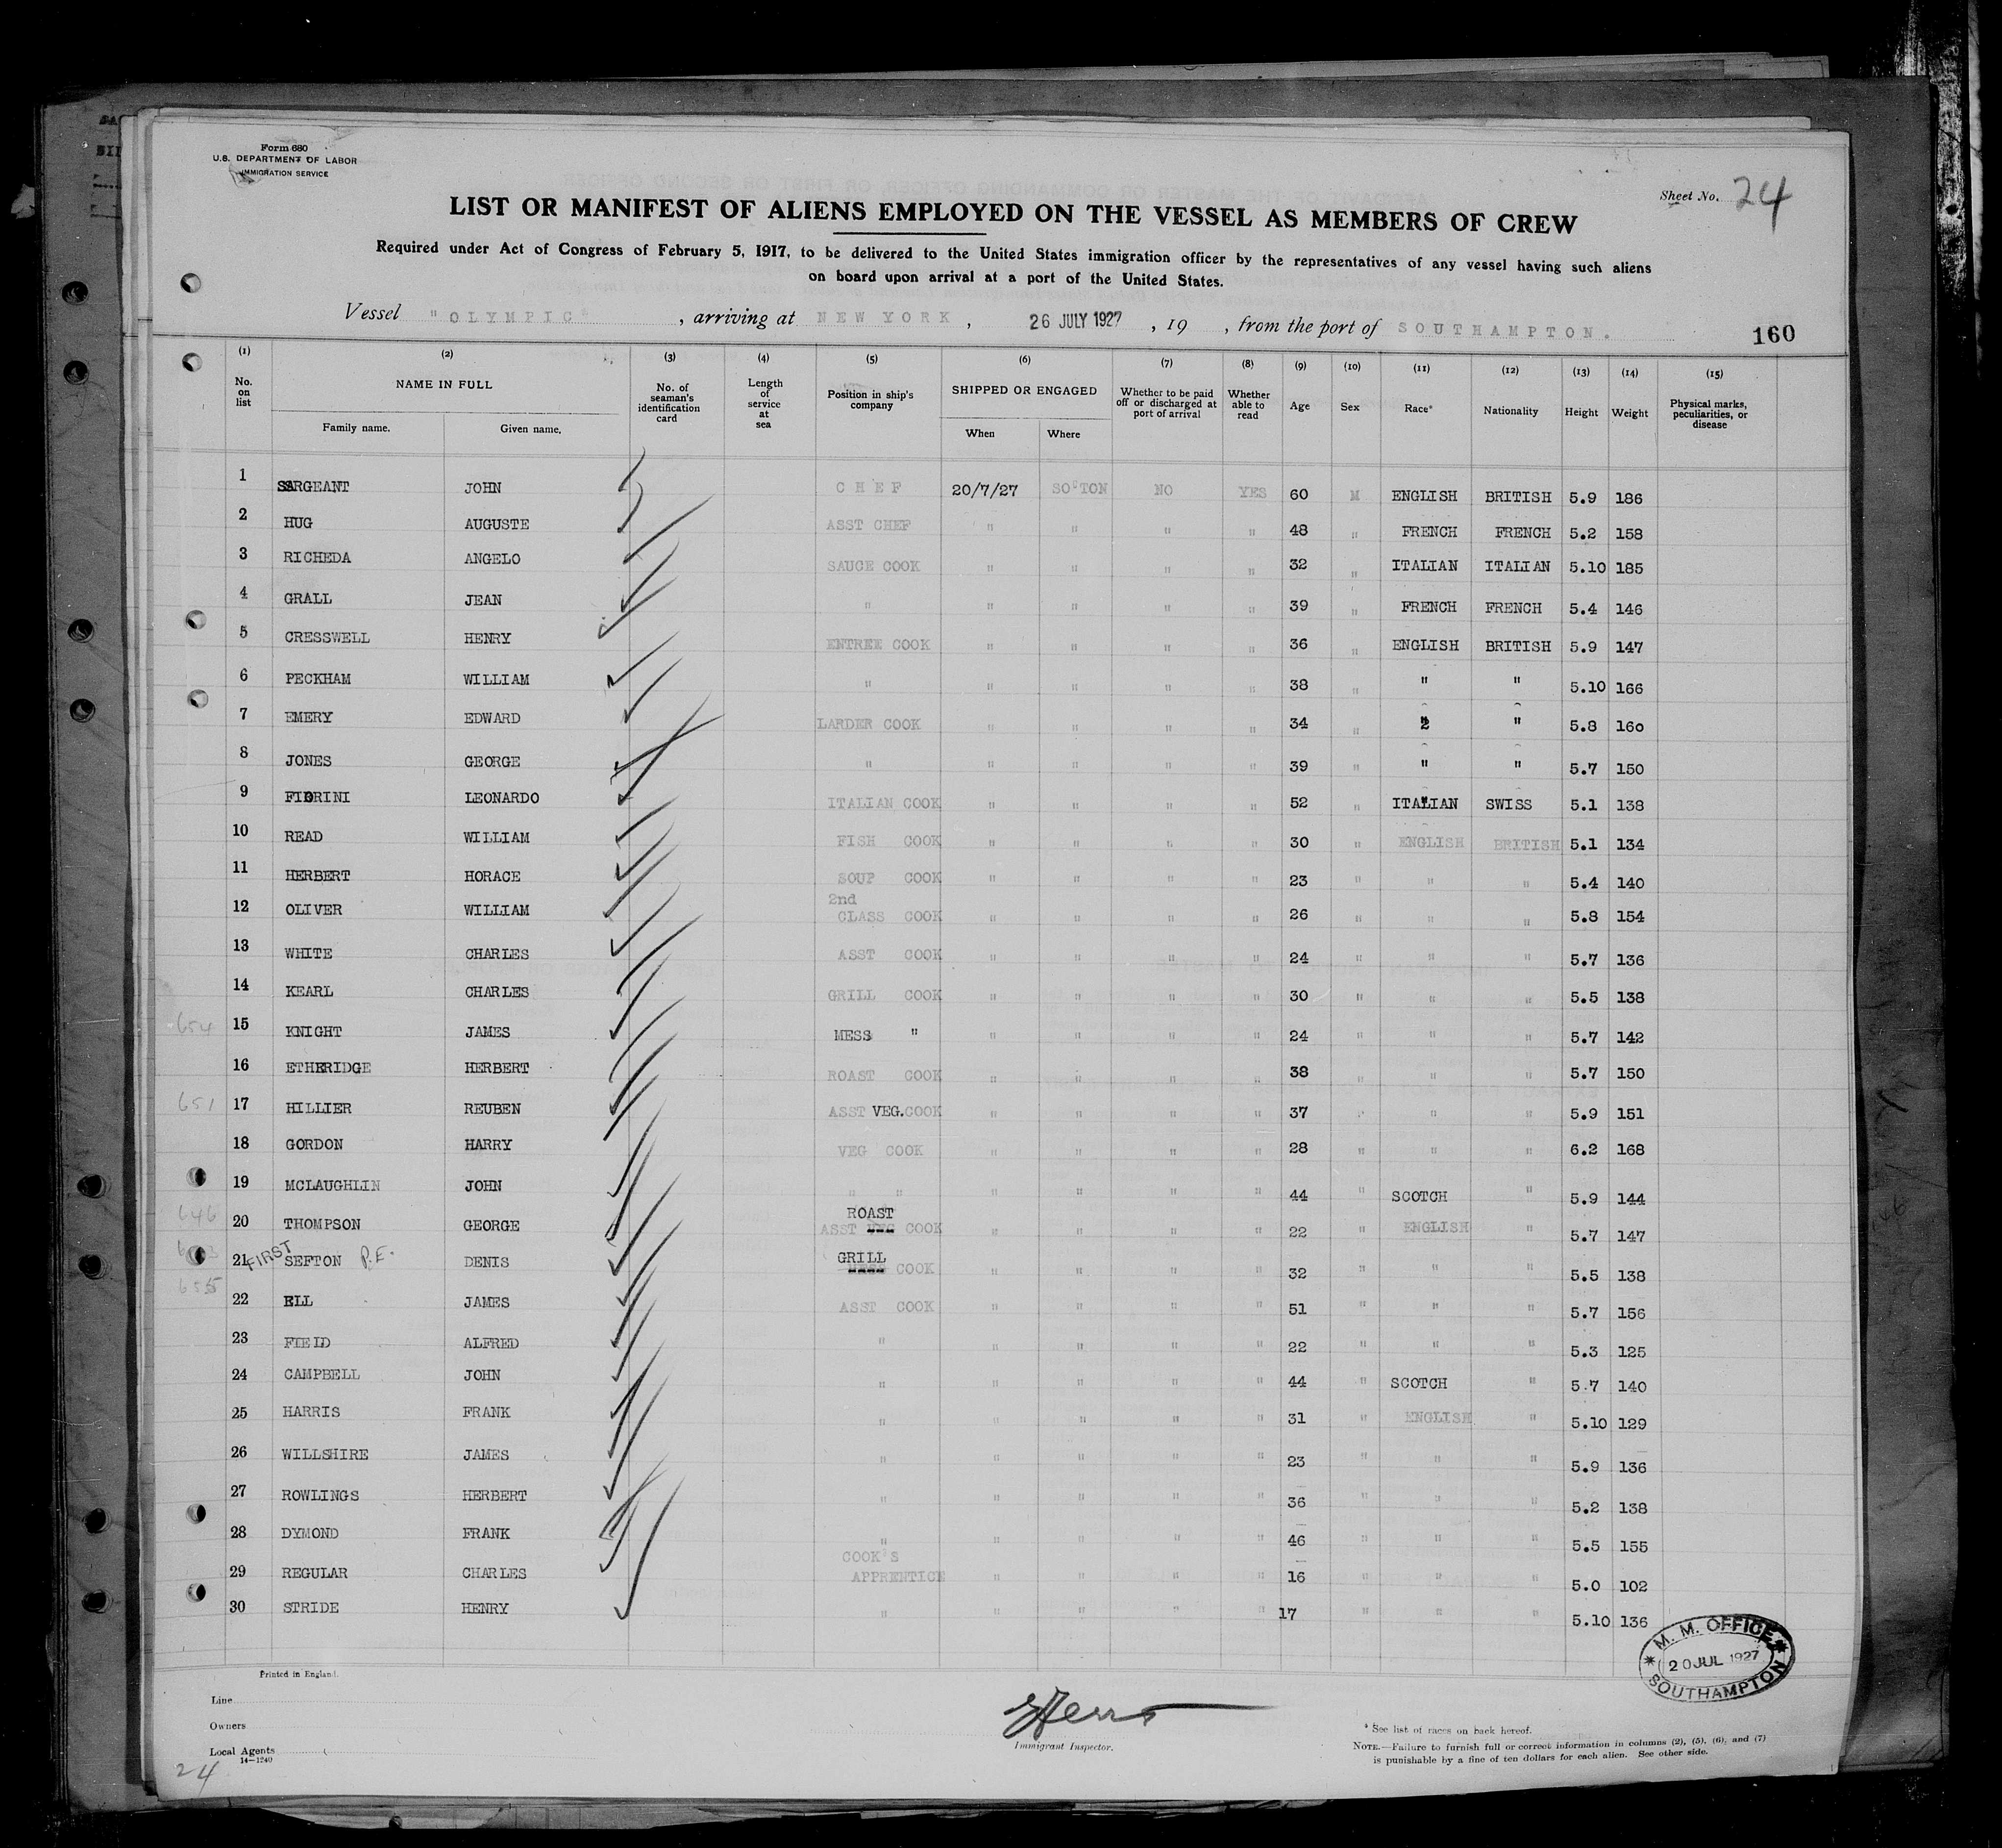 Form 680
U.S. DEPARTMENT OF LABOR
IMMIGRATION SERVICE
Sheet No. 24
LIST OR MANIFEST OF ALIENS EMPLOYED ON THE VESSEL AS MEMBERS OF CREW
Required under Act of Congress of February 5, 1917, to be delivered to the United States immigration officer by the representatives of any vessel having such aliens
on board upon arrival at a port of the United States.
Vessel "OLYMPIC", arriving at NEW YORK, 26 JULY 1927, 19 , from the port of SOUTHAMPTON. 160
(1) (2) (3) (4) (5) (6) (7) (8) (9) (10) (11) (12) (13) (14) (15)
No. on list NAME IN FULL Family name. Given name. No. of seaman's identification card Length of service at sea Position in ship's company SHIPPED OR ENGAGED When Where Whether to be paid off or discharged at port of arrival Whether able to read Age Sex Race* Nationality Height Weight Physical marks, peculiarities, or disease
1 SARGEANT JOHN CHEF 20/7/27 SO'TON NO YES 60 M ENGLISH BRITISH 5.9 186
2 HUG AUGUSTE ASST CHEF " " " " 48 " FRENCH FRENCH 5.2 158
3 RICHEDA ANGELO SAUCE COOK " " " " 32 " ITALIAN ITALIAN 5.10 185
4 GRALL JEAN " " " " " 39 " FRENCH FRENCH 5.4 146
5 CRESSWELL HENRY ENTREE COOK " " " " 36 " ENGLISH BRITISH 5.9 147
6 PECKHAM WILLIAM " " " " " 38 " " " 5.10 166
7 EMERY EDWARD LARDER COOK " " " " 34 " " " 5.8 160
8 JONES GEORGE " " " " " 39 " " " 5.7 150
9 FIORINI LEONARDO ITALIAN COOK " " " " 52 " ITALIAN SWISS 5.1 138
10 READ WILLIAM FISH COOK " " " " 30 " ENGLISH BRITISH 5.1 134
11 HERBERT HORACE SOUP COOK " " " " 23 " " " 5.4 140
12 OLIVER WILLIAM 2nd CLASS COOK " " " " 26 " " " 5.8 154
13 WHITE CHARLES ASST COOK " " " " 24 " " " 5.7 136
14 KEARL CHARLES GRILL COOK " " " " 30 " " " 5.5 138
654 15 KNIGHT JAMES MESS " " " " " 24 " " " 5.7 142
16 ETHERIDGE HERBERT ROAST COOK " " " " 38 " " " 5.7 150
651 17 HILLIER REUBEN ASST VEG. COOK " " " " 37 " " " 5.9 151
18 GORDON HARRY VEG COOK " " " " 28 " " " 6.2 168
19 MCLAUGHLIN JOHN " " " " " " 44 " SCOTCH " 5.9 144
646 20 THOMPSON GEORGE ASST ROAST COOK " " " " 22 " ENGLISH " 5.7 147
21 FIRST SEFTON P.E. DENIS GRILL COOK " " " " 32 " " " 5.5 138
655
22 ELL JAMES ASST COOK " " " " 51 " " " 5.7 156
23 FIELD ALFRED " " " " " 22 " " " 5.3 125
24 CAMPBELL JOHN " " " " " 44 " SCOTCH " 5.7 140
25 HARRIS FRANK " " " " " 31 " ENGLISH " 5.10 129
26 WILLSHIRE JAMES " " " " " 23 " " " 5.9 136
27 ROWLINGS HERBERT " " " " " 36 " " " 5.2 138
28 DYMOND FRANK " " " " " 46 " " " 5.5 155
29 REGULAR CHARLES COOK'S APPRENTICE " " " " 16 " " " 5.0 102
30 STRIDE HENRY " " " " " 17 " " " 5.10 136
M. M. OFFICE
20 JUL 1927
SOUTHAMPTON
Printed in England.
Line
Owners
Local Agents
14-1240
24
Immigrant Inspector.
* See list of races on back hereof.
NOTE.—Failure to furnish full or correct information in columns (2), (5), (6), and (7)
is punishable by a fine of ten dollars for each alien. See other side.